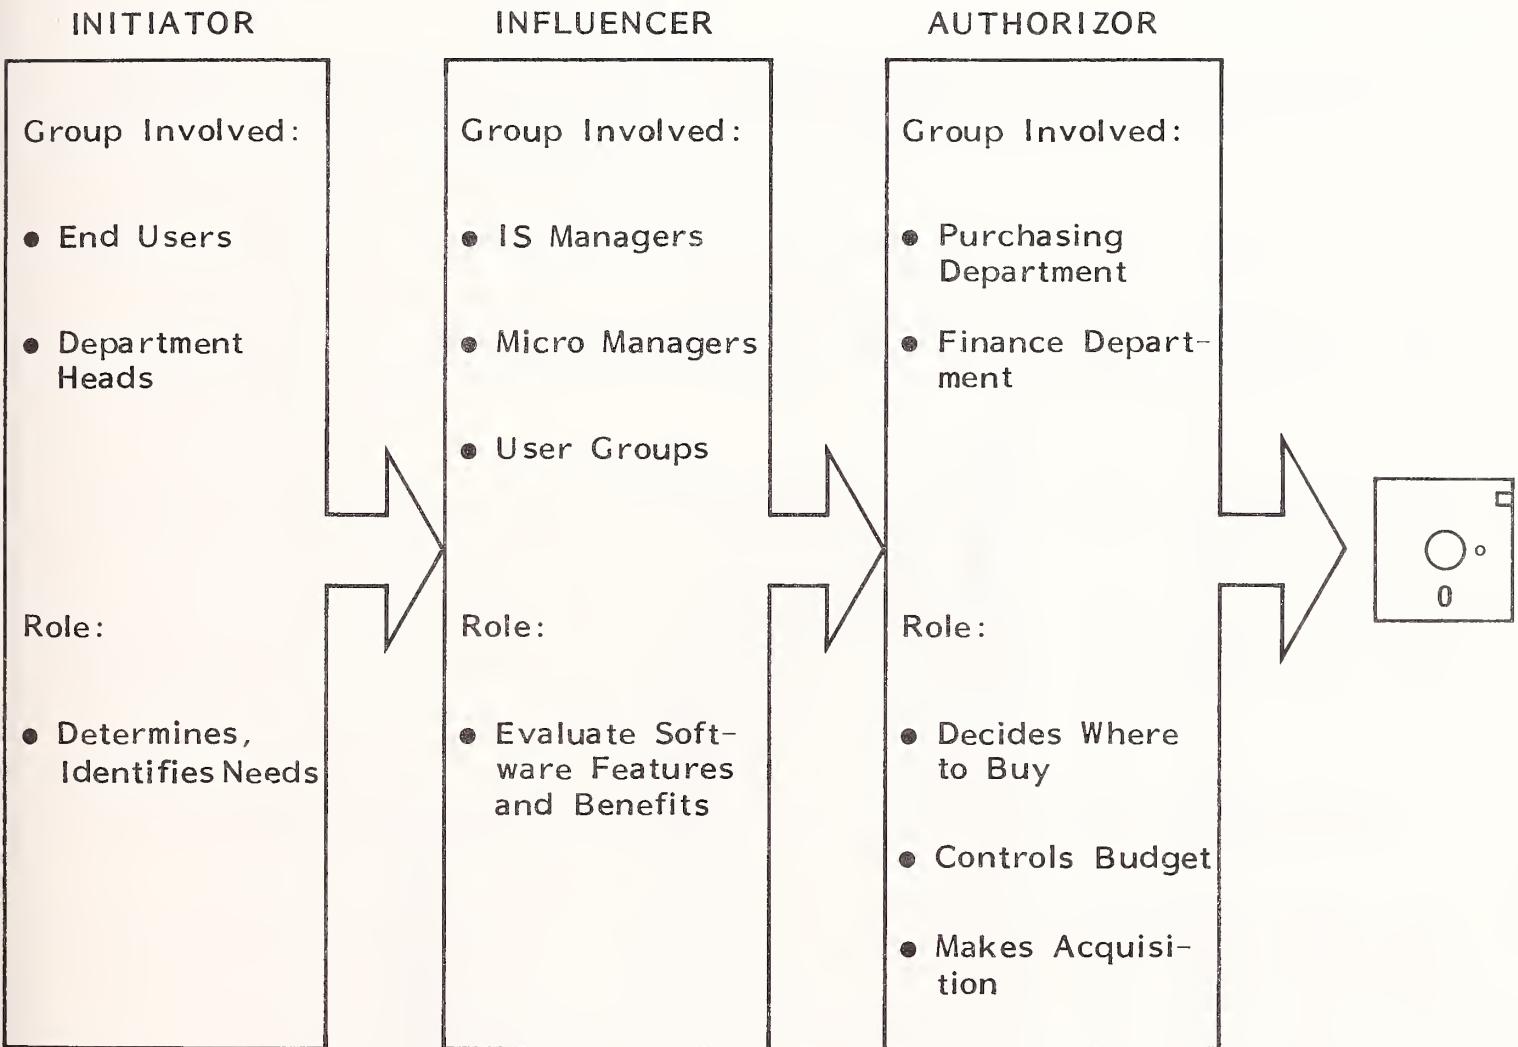 INITIATOR
Group Involved:
● End Users
● Department
Heads
Role:
● Determines,
Identifies Needs
INFLUENCER
Group Involved:
● IS Managers
● Micro Managers
● User Groups
Role:
● Evaluate Soft-
ware Features
and Benefits
AUTHORIZOR
Group Involved:
● Purchasing
Department
● Finance Depart-
ment
Role:
● Decides Where
to Buy
● Controls Budget
● Makes Acquisi-
tion